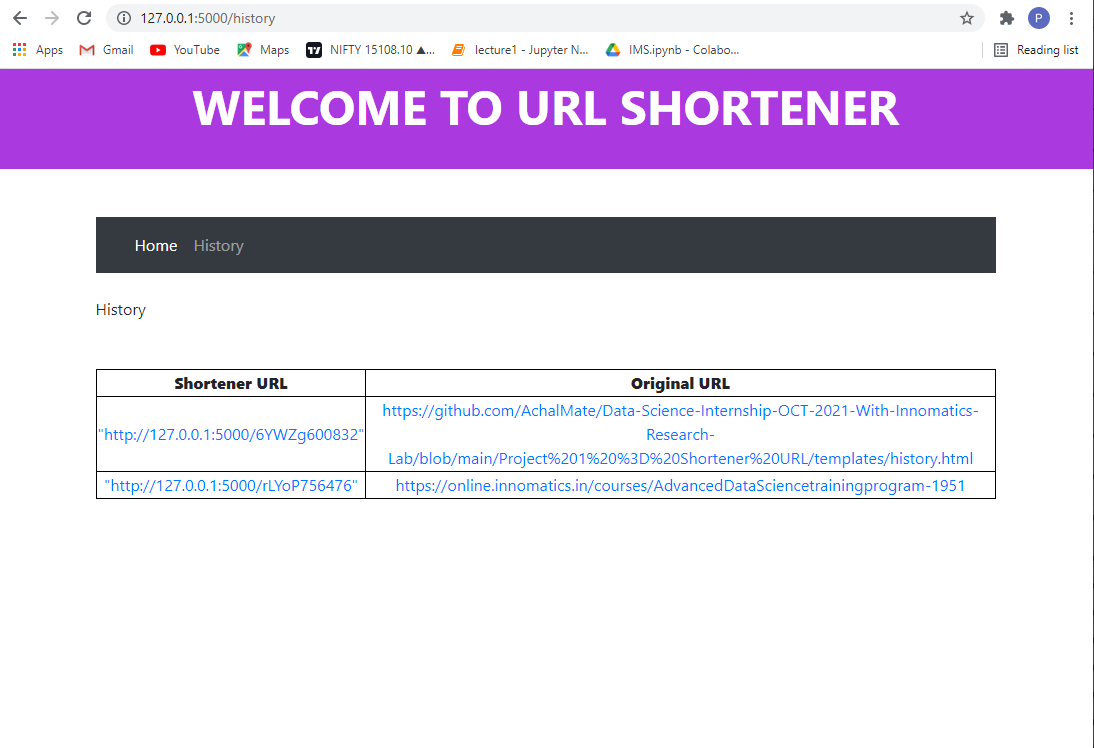 127.0.0.1:5000/history
P
Apps Gmail YouTube Maps NIFTY 15108.10 ▲... lecture1 - Jupyter N... IMS.ipynb - Colabo... Reading list
WELCOME TO URL SHORTENER
Home History
History
Shortener URL Original URL
"http://127.0.0.1:5000/6YWZg600832" https://github.com/AchalMate/Data-Science-Internship-OCT-2021-With-Innomatics-
Research-
Lab/blob/main/Project%201%20%3D%20Shortener%20URL/templates/history.html
"http://127.0.0.1:5000/rLYoP756476" https://online.innomatics.in/courses/AdvancedDataSciencetrainingprogram-1951